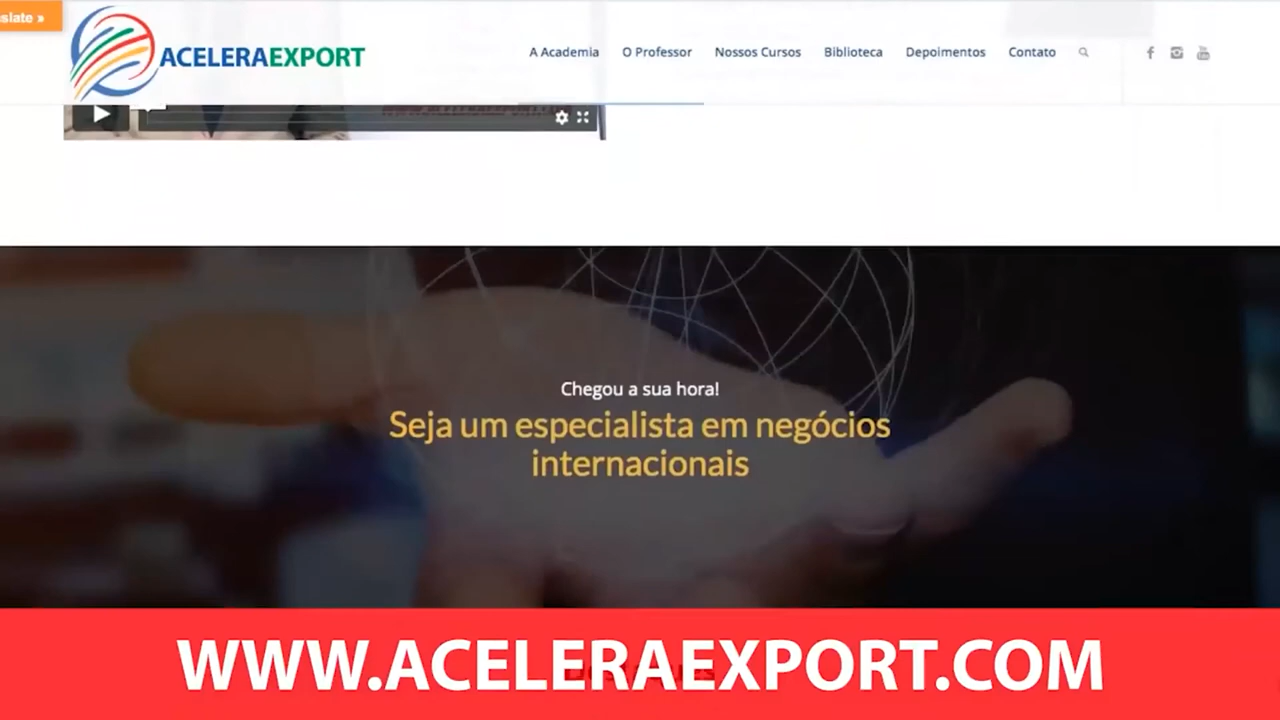 slate »
ACELERAEXPORT
A Academia
O Professor
Nossos Cursos
Biblioteca
Depoimentos
Contato
Chegou a sua hora!
Seja um especialista em negócios
internacionais
WWW.ACELERAEXPORT.COM